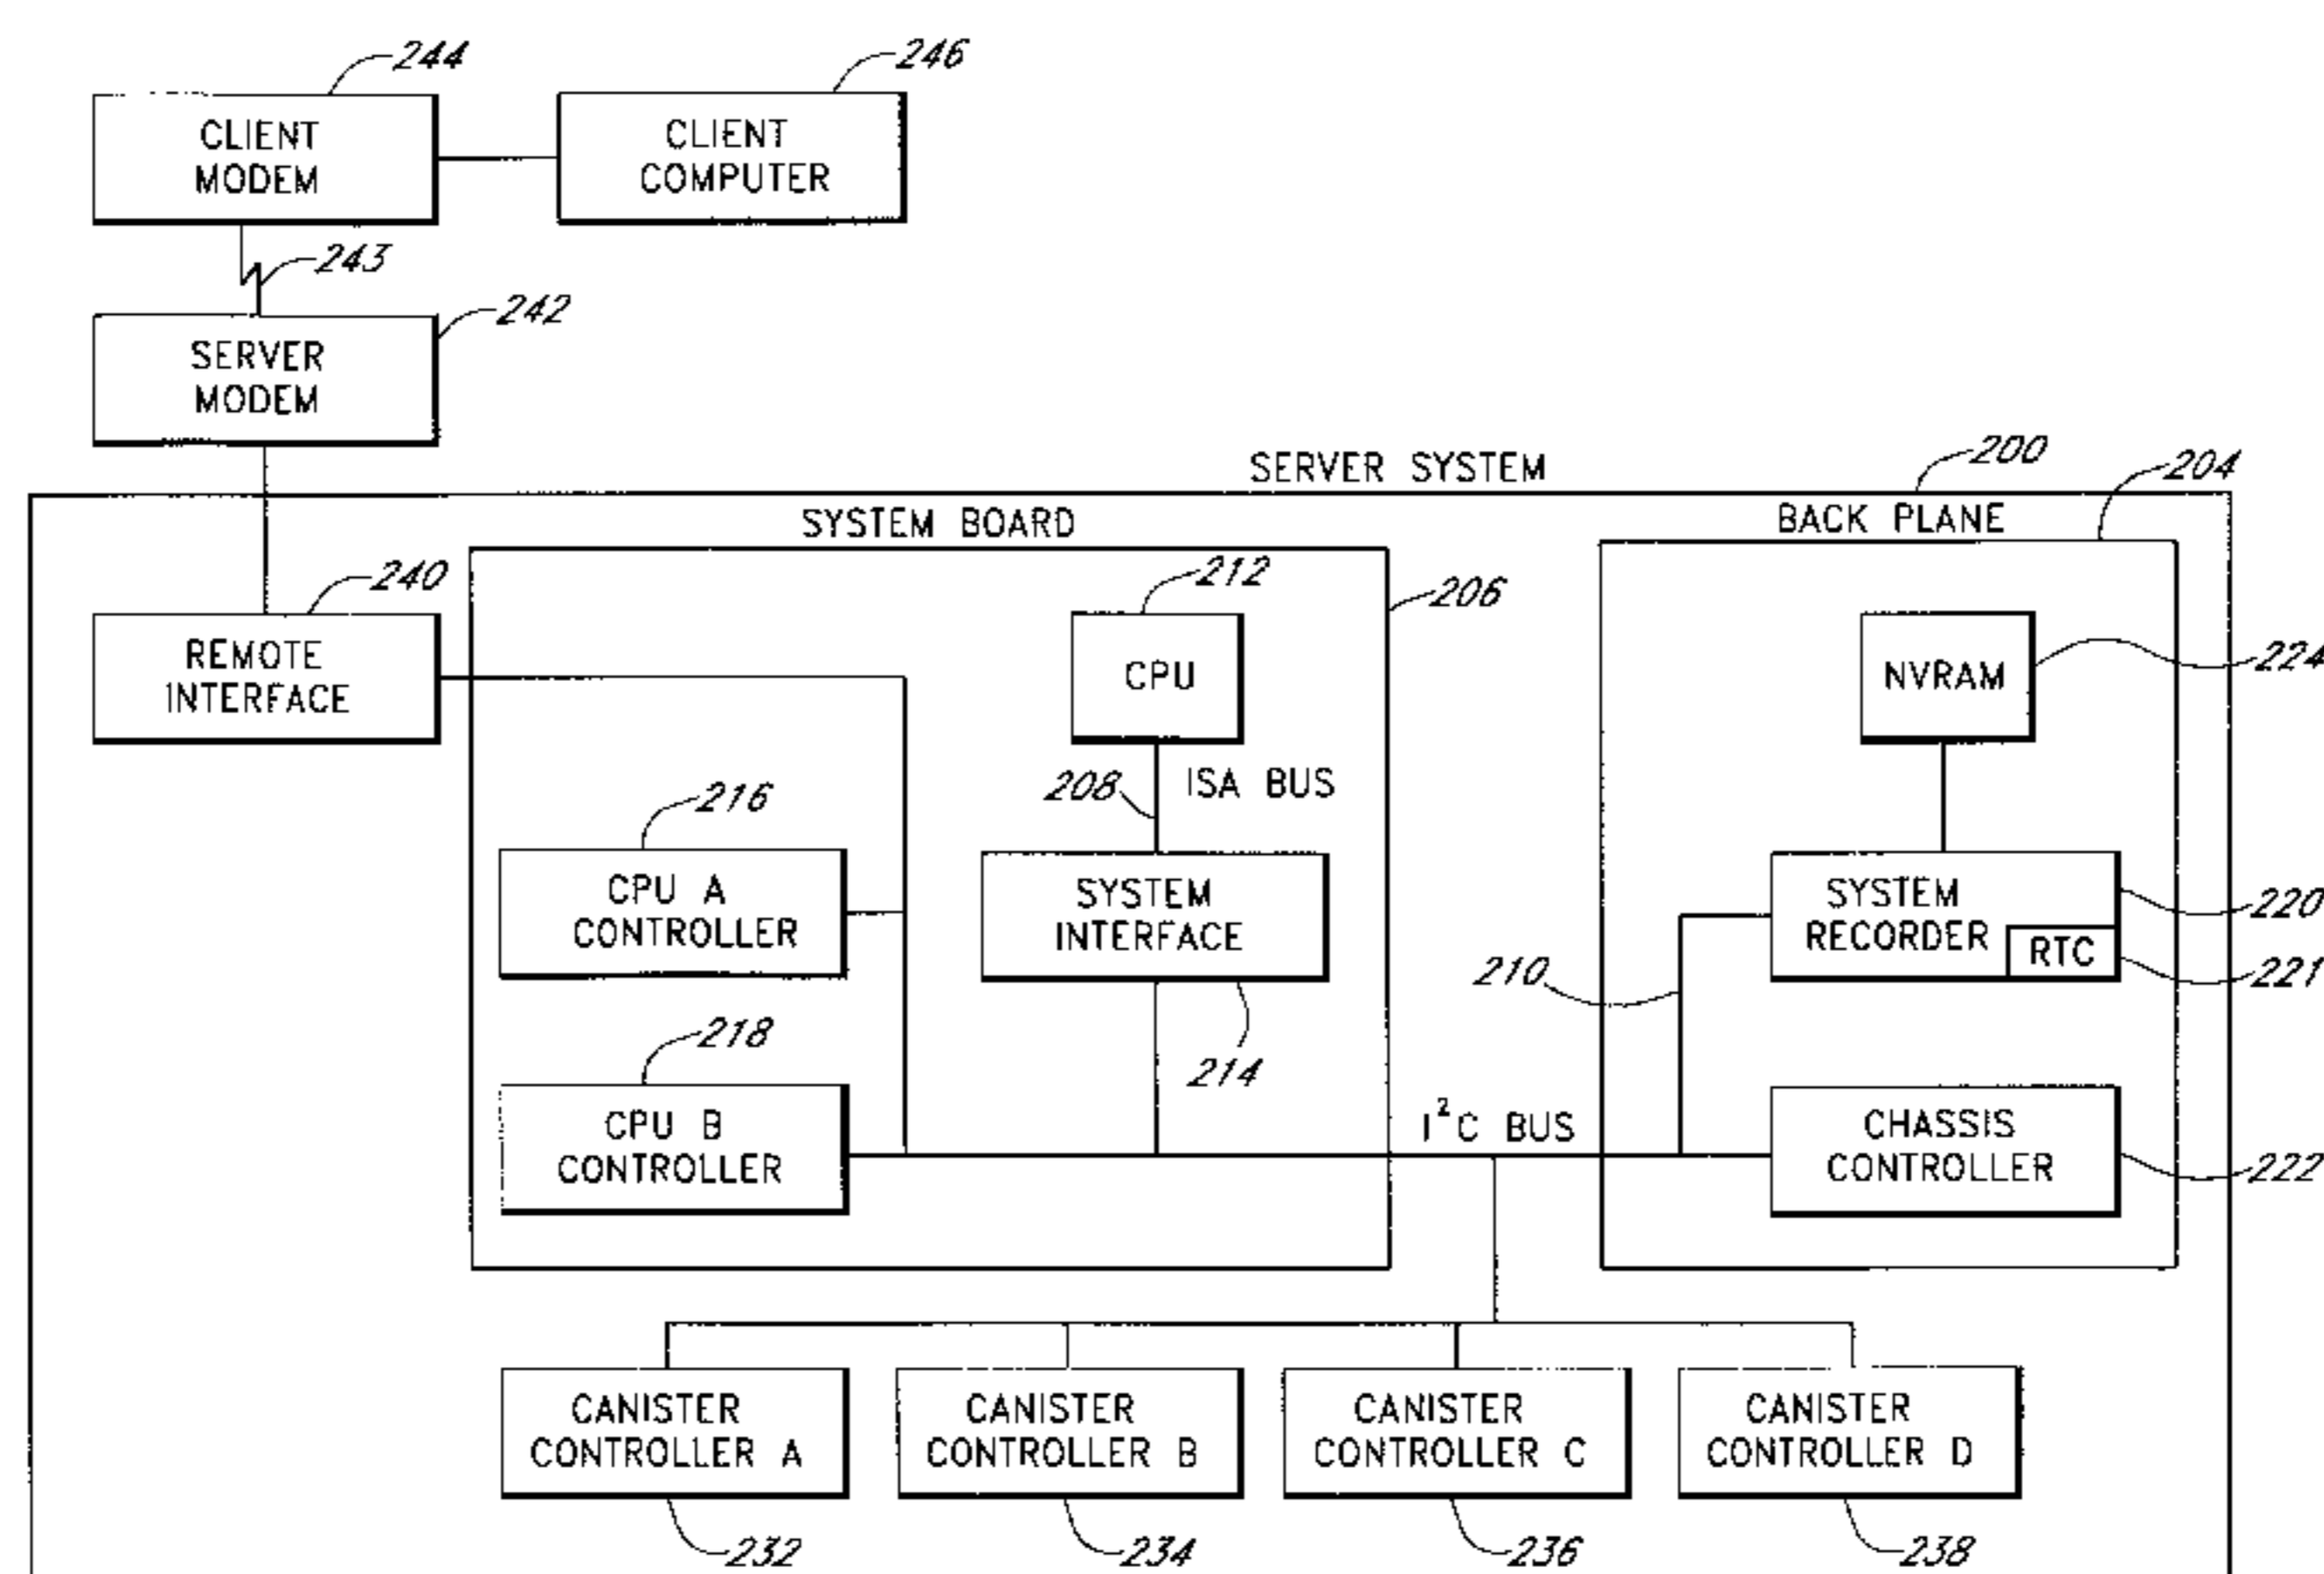 244
246
CLIENT
MODEM
CLIENT
COMPUTER
243
242
SERVER
MODEM
SERVER SYSTEM
200
204
SYSTEM BOARD
BACK PLANE
240
212
206
REMOTE
INTERFACE
CPU
NVRAM
224
208
ISA BUS
216
CPU A
CONTROLLER
SYSTEM
INTERFACE
SYSTEM
RECORDER
RTC
220
221
210
218
214
CPU B
CONTROLLER
I²C BUS
CHASSIS
CONTROLLER
222
CANISTER
CONTROLLER A
CANISTER
CONTROLLER B
CANISTER
CONTROLLER C
CANISTER
CONTROLLER D
232
234
236
238